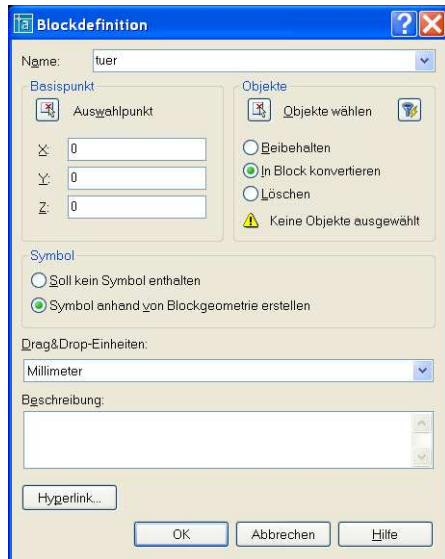 Blockdefinition
Name: tuer
Basispunkt
Auswahlpunkt
X: 0
Y: 0
Z: 0
Objekte
Objekte wählen
Beibehalten
In Block konvertieren
Löschen
Keine Objekte ausgewählt
Symbol
Soll kein Symbol enthalten
Symbol anhand von Blockgeometrie erstellen
Drag&Drop-Einheiten:
Millimeter
Beschreibung:
Hyperlink...
OK Abbrechen Hilfe